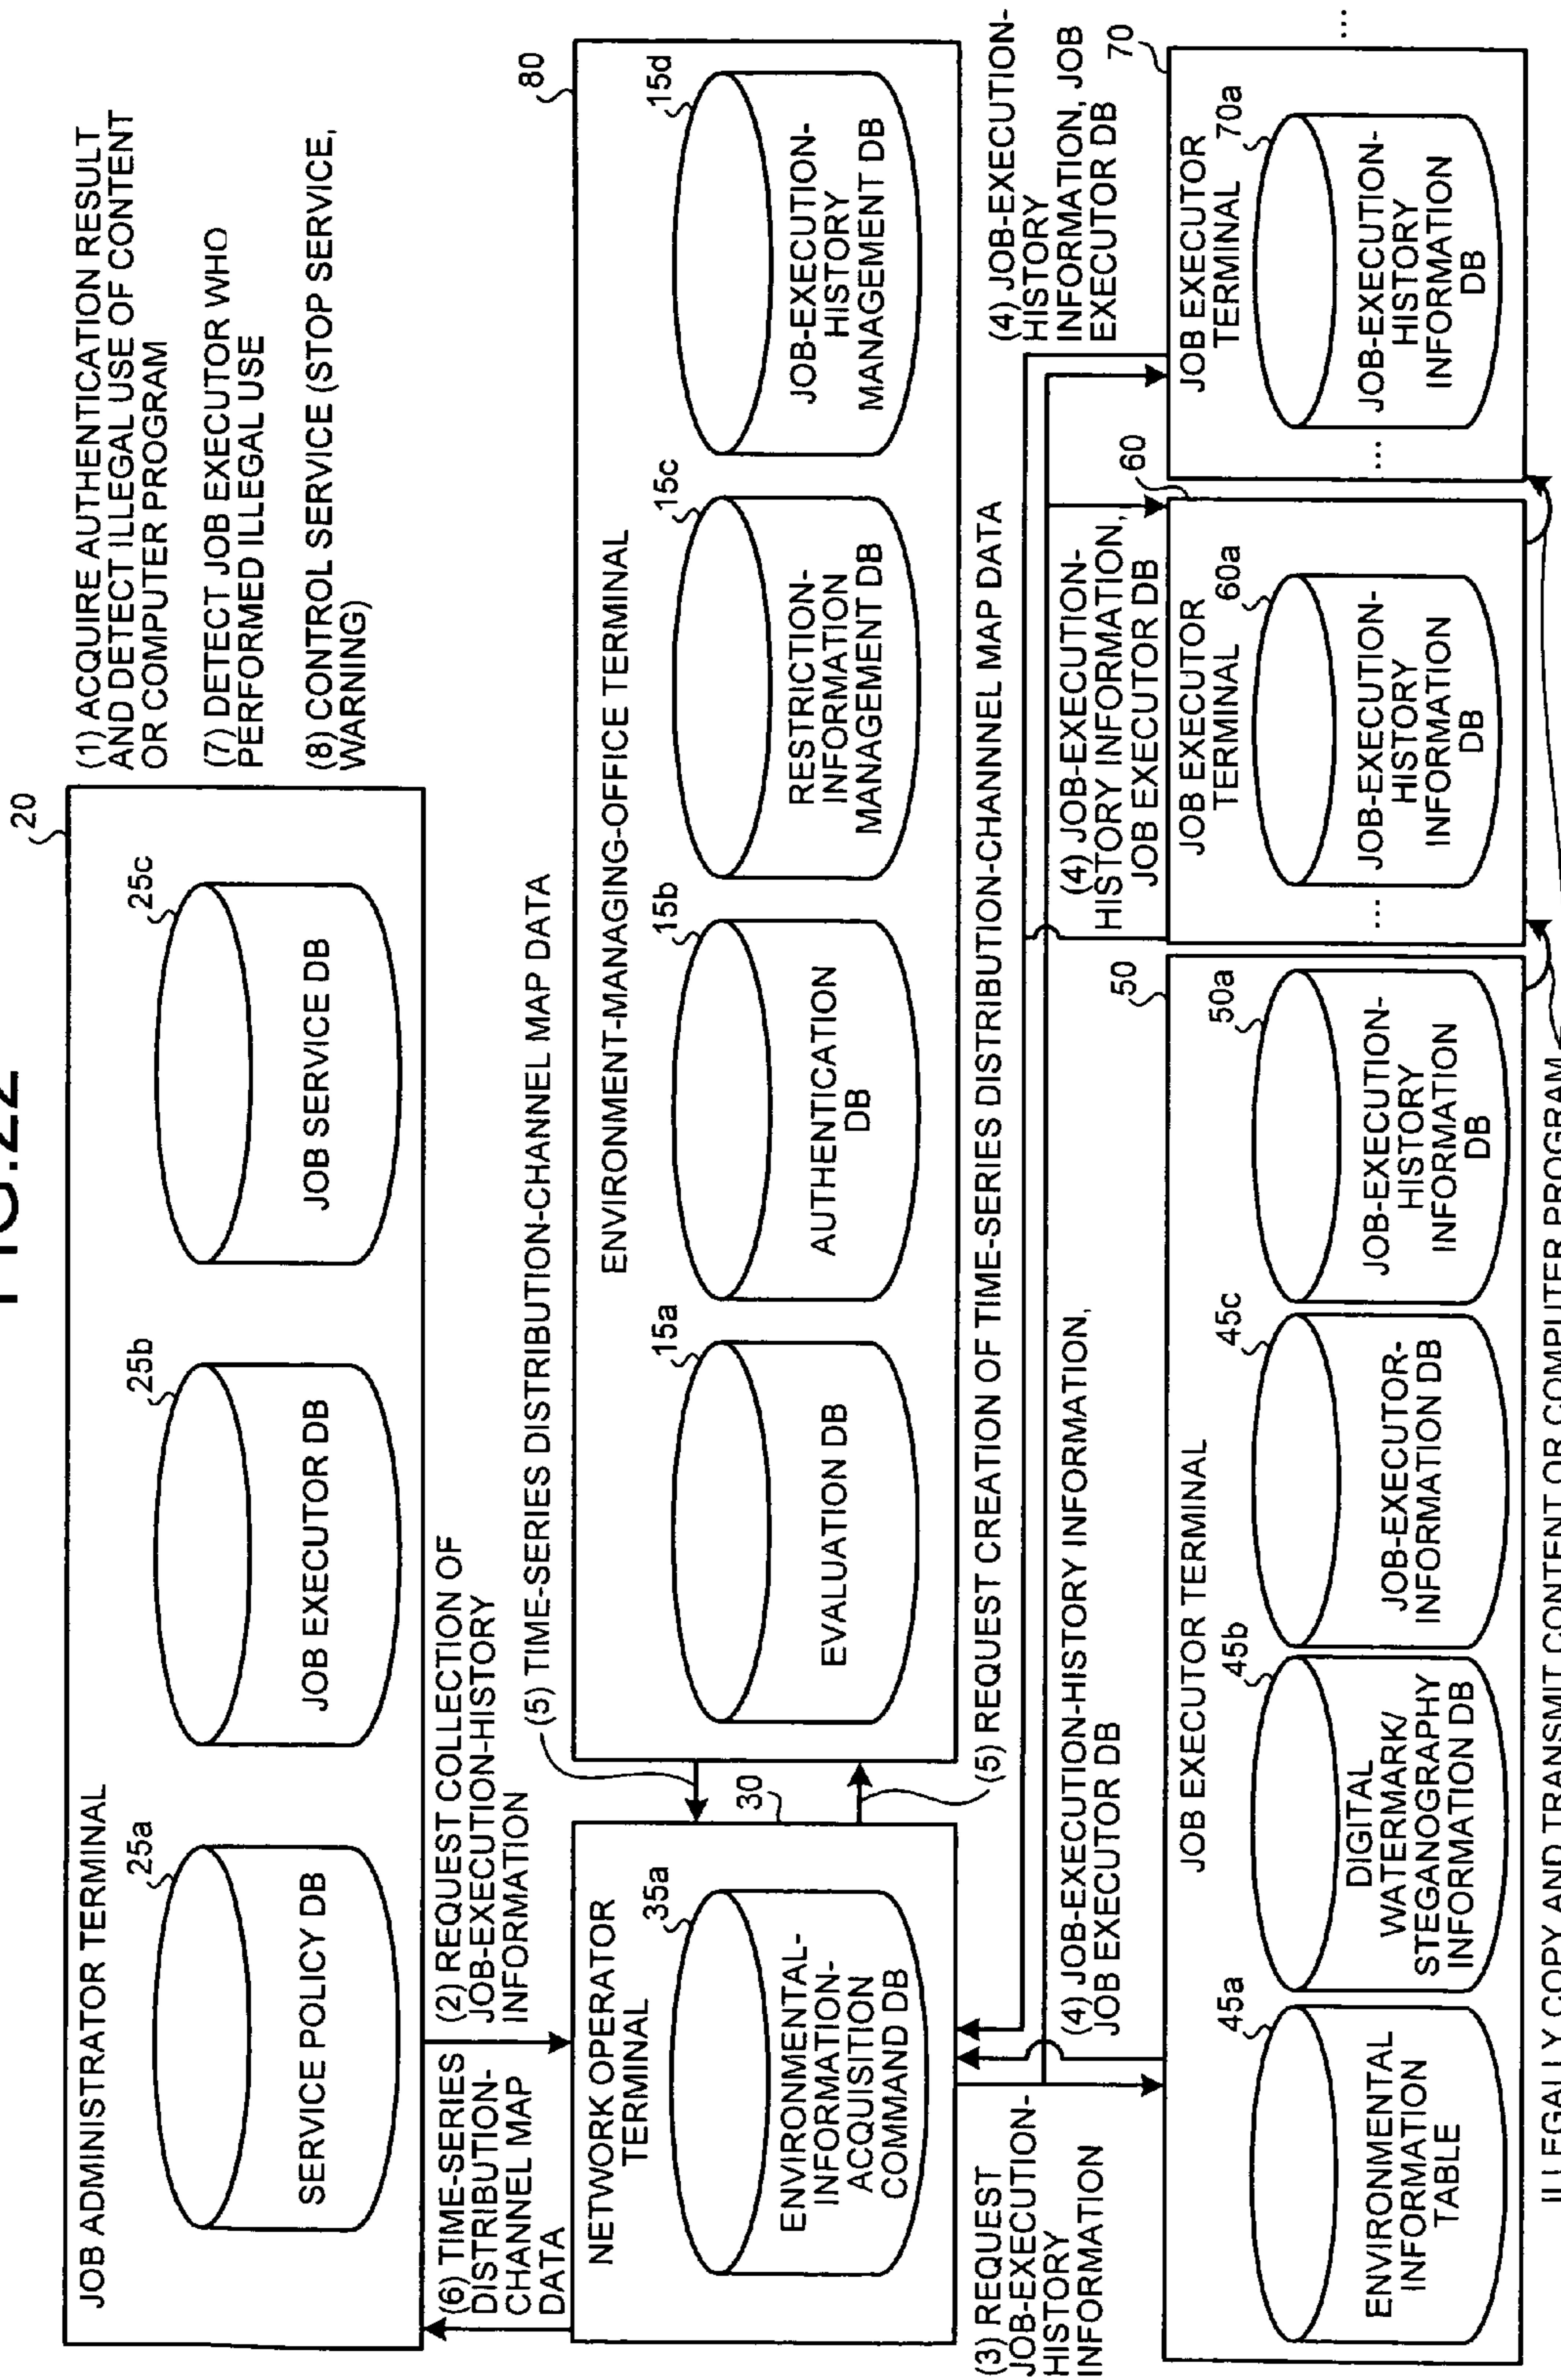 FIG.22
JOB ADMINISTRATOR TERMINAL
20
25a
SERVICE POLICY DB
25b
JOB EXECUTOR DB
25c
JOB SERVICE DB
(1) ACQUIRE AUTHENTICATION RESULT
AND DETECT ILLEGAL USE OF CONTENT
OR COMPUTER PROGRAM
(7) DETECT JOB EXECUTOR WHO
PERFORMED ILLEGAL USE
(8) CONTROL SERVICE (STOP SERVICE,
WARNING)
(6) TIME-SERIES
DISTRIBUTION-
CHANNEL MAP
DATA
(2) REQUEST COLLECTION OF
JOB-EXECUTION-HISTORY
INFORMATION
(5) TIME-SERIES DISTRIBUTION-CHANNEL MAP DATA
NETWORK OPERATOR
TERMINAL
30
35a
ENVIRONMENTAL-
INFORMATION-
ACQUISITION
COMMAND DB
ENVIRONMENT-MANAGING-OFFICE TERMINAL
80
15a
EVALUATION DB
15b
AUTHENTICATION
DB
15c
RESTRICTION-
INFORMATION
MANAGEMENT DB
15d
JOB-EXECUTION-
HISTORY
MANAGEMENT DB
(5) REQUEST CREATION OF TIME-SERIES DISTRIBUTION-CHANNEL MAP DATA
(3) REQUEST
JOB-EXECUTION-
HISTORY
INFORMATION
(4) JOB-EXECUTION-HISTORY INFORMATION,
JOB EXECUTOR DB
(4) JOB-EXECUTION-
HISTORY INFORMATION,
JOB EXECUTOR DB
(4) JOB-EXECUTION-
HISTORY
INFORMATION, JOB
EXECUTOR DB
JOB EXECUTOR TERMINAL
50
45a
ENVIRONMENTAL
INFORMATION
TABLE
45b
DIGITAL
WATERMARK/
STEGANOGRAPHY
INFORMATION DB
45c
JOB-EXECUTOR-
INFORMATION DB
50a
JOB-EXECUTION-
HISTORY
INFORMATION
DB
JOB EXECUTOR
TERMINAL
60
60a
JOB-EXECUTION-
HISTORY
INFORMATION
DB
...
JOB EXECUTOR
TERMINAL
70
70a
JOB-EXECUTION-
HISTORY
INFORMATION
DB
...
...
ILLEGALLY COPY AND TRANSMIT CONTENT OR COMPUTER PROGRAM